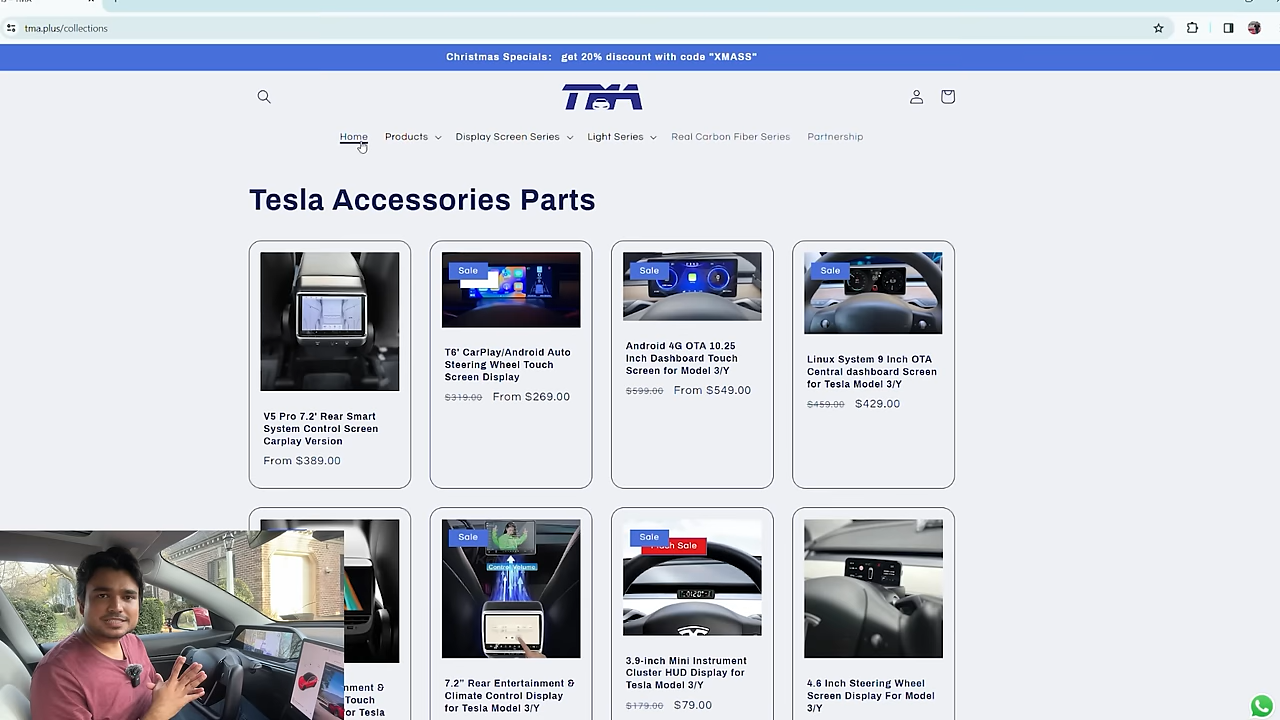 tma.plus/collections
Christmas Specials: get 20% discount with code "XMASS"
TMA
Home
Products
Display Screen Series
Light Series
Real Carbon Fiber Series
Partnership
Tesla Accessories Parts
V5 Pro 7.2' Rear Smart
System Control Screen
Carplay Version
From $389.00
Sale
T6' CarPlay/Android Auto
Steering Wheel Touch
Screen Display
$319.00 From $269.00
Sale
Android 4G OTA 10.25
Inch Dashboard Touch
Screen for Model 3/Y
$599.00 From $549.00
Sale
Linux System 9 Inch OTA
Central dashboard Screen
for Tesla Model 3/Y
$459.00 $429.00
nment &
Touch
or Tesla
Sale
Control Volume
7.2" Rear Entertainment &
Climate Control Display
for Tesla Model 3/Y
Sale
Sale
3.9-inch Mini Instrument
Cluster HUD Display for
Tesla Model 3/Y
$179.00 $79.00
4.6 Inch Steering Wheel
Screen Display For Model
3/Y